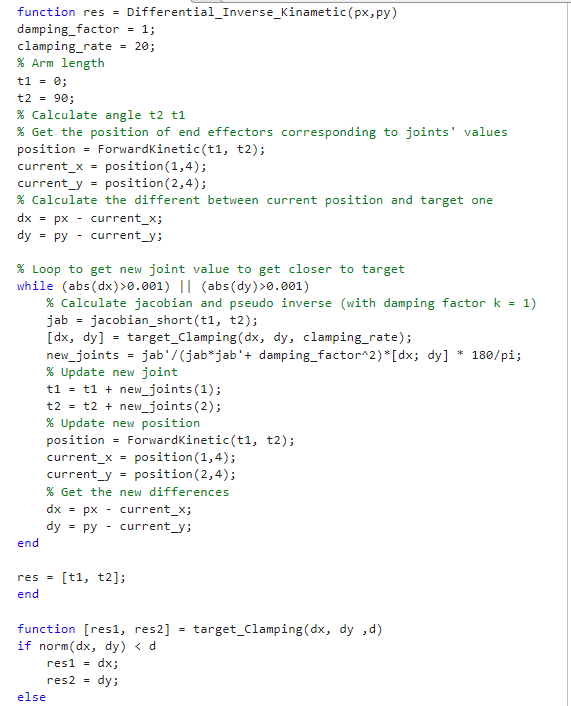 function res = Differential_Inverse_Kinametic(px,py)
damping_factor = 1;
clamping_rate = 20;
% Arm length
t1 = 0;
t2 = 90;
% Calculate angle t2 t1
% Get the position of end effectors corresponding to joints' values
position = ForwardKinetic(t1, t2);
current_x = position(1,4);
current_y = position(2,4);
% Calculate the different between current position and target one
dx = px - current_x;
dy = py - current_y;
% Loop to get new joint value to get closer to target
while (abs(dx)>0.001) || (abs(dy)>0.001)
% Calculate jacobian and pseudo inverse (with damping factor k = 1)
jab = jacobian_short(t1, t2);
[dx, dy] = target_Clamping(dx, dy, clamping_rate);
new_joints = jab'/(jab*jab'+ damping_factor^2)*[dx; dy] * 180/pi;
% Update new joint
t1 = t1 + new_joints(1);
t2 = t2 + new_joints(2);
% Update new position
position = ForwardKinetic(t1, t2);
current_x = position(1,4);
current_y = position(2,4);
% Get the new differences
dx = px - current_x;
dy = py - current_y;
end
res = [t1, t2];
end
function [res1, res2] = target_Clamping(dx, dy ,d)
if norm(dx, dy) < d
res1 = dx;
res2 = dy;
else